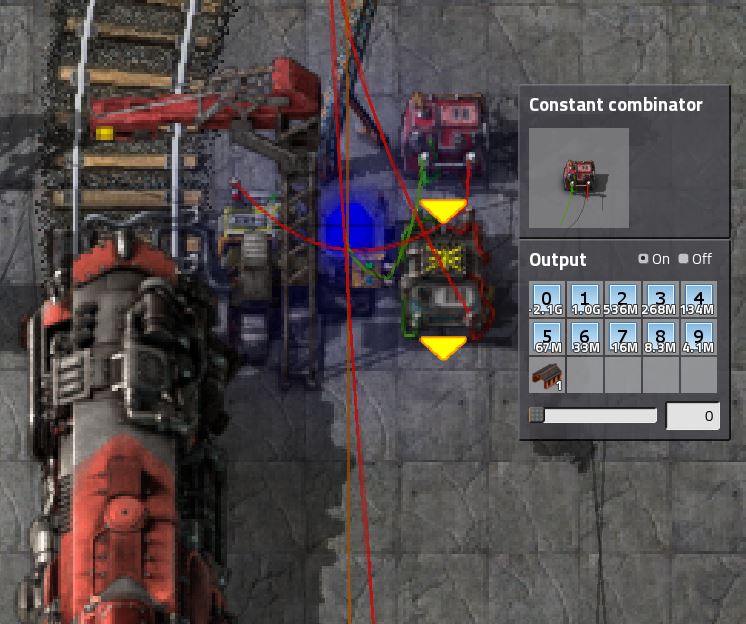 Constant combinator
Output On Off
0 1 2 3 4
-2.1G 1.0G 536M 268M 134M
5 6 7 8 9
67M 33M 16M 8.3M 4.1M
1
0